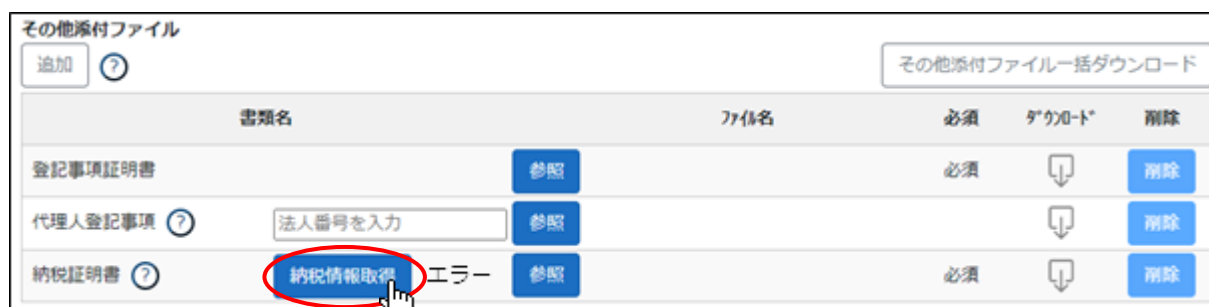 その他添付ファイル
追加 ? その他添付ファイル一括ダウンロード
書類名 ファイル名 必須 ダウンロード 削除
登記事項証明書 参照 必須 削除
代理人登記事項 ? 法人番号を入力 参照 削除
納税証明書 ? 納税情報取得 エラー 参照 必須 削除